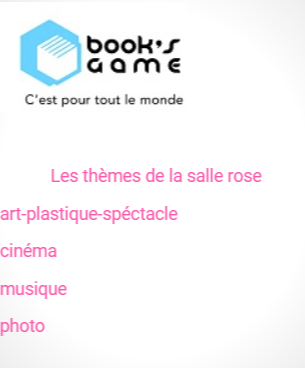 book's
game
C'est pour tout le monde
Les thèmes de la salle rose
art-plastique-spéctacle
cinéma
musique
photo